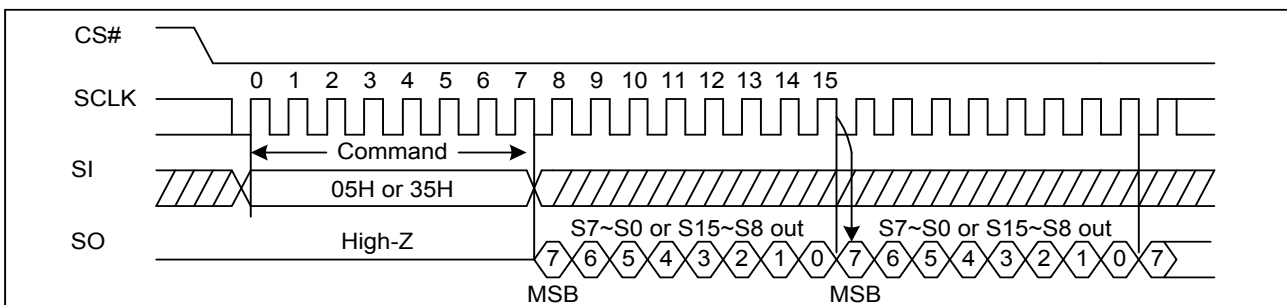 CS#
0 1 2 3 4 5 6 7 8 9 10 11 12 13 14 15
SCLK
Command
SI
05H or 35H
S7~S0 or S15~S8 out S7~S0 or S15~S8 out
SO High-Z
7 6 5 4 3 2 1 0 7 6 5 4 3 2 1 0 7
MSB MSB